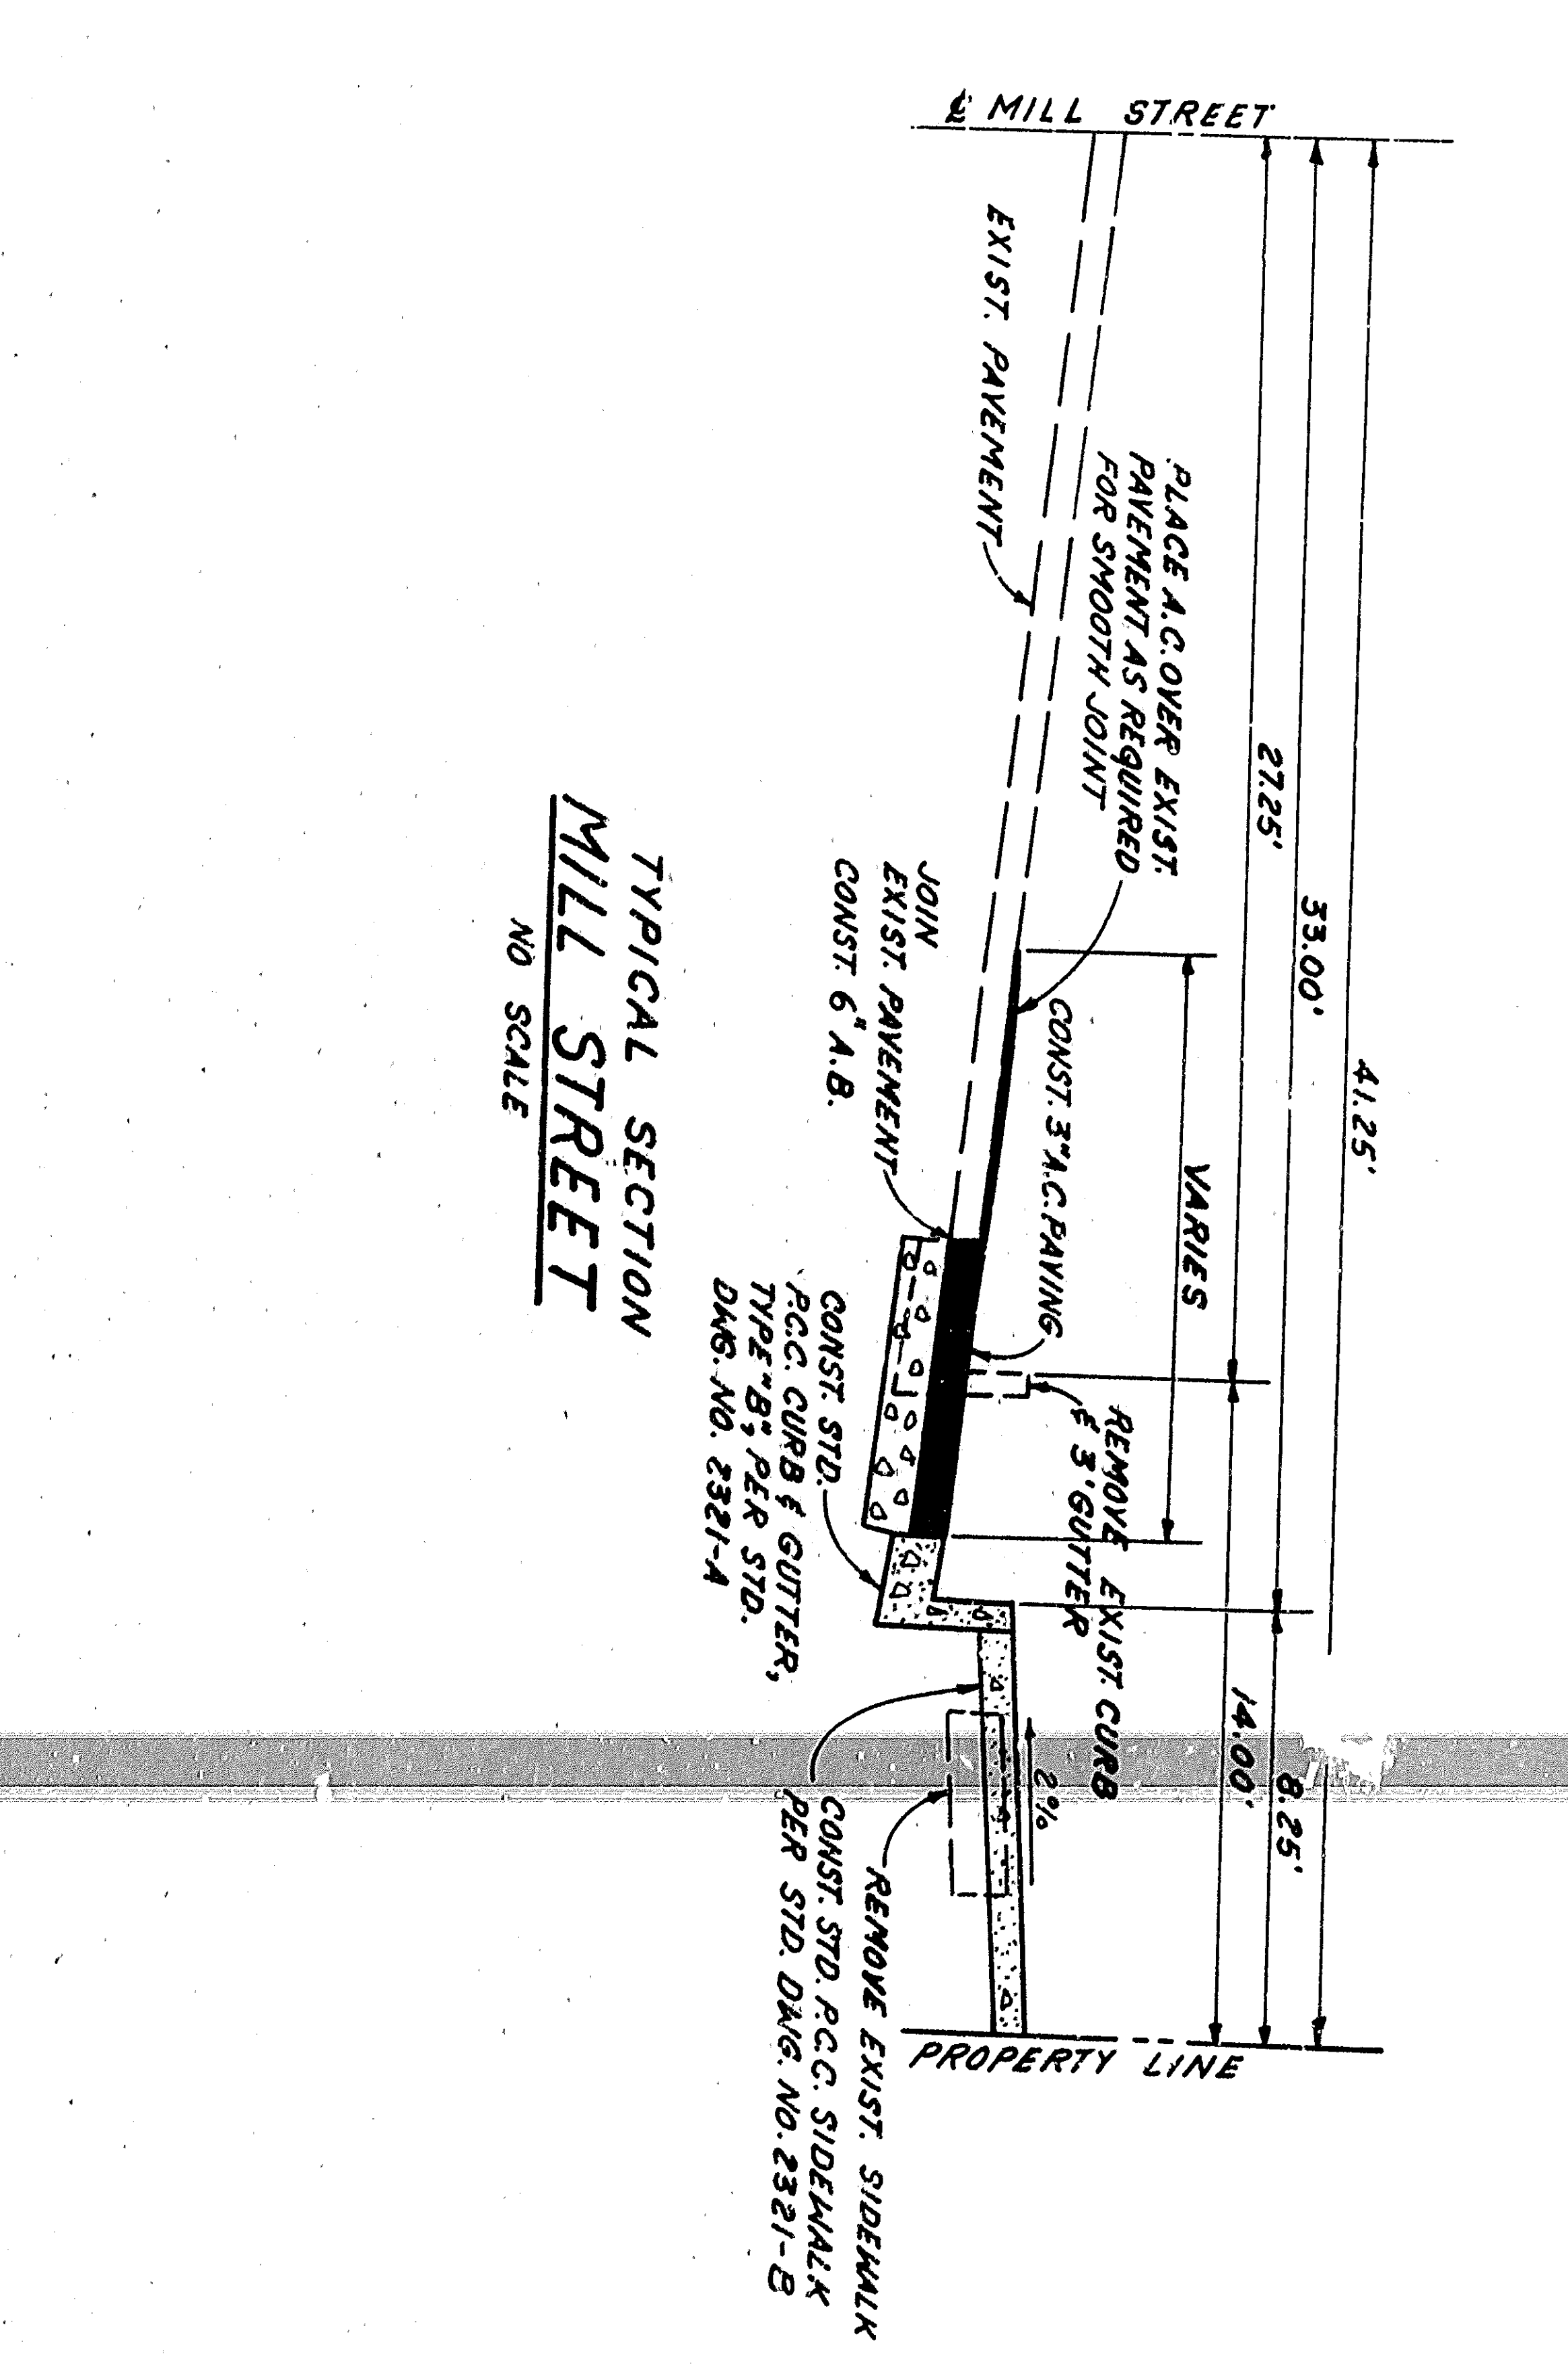 ℄ MILL STREET
41.25'
33.00'
27.25'
14.00'
8.25'
VARIES
PLACE A.C. OVER EXIST.
PAVEMENT AS REQUIRED
FOR SMOOTH JOINT
EXIST. PAVEMENT
CONST. 3" A.C. PAVING
REMOVE EXIST. CURB
& 3' GUTTER
2%
JOIN
EXIST. PAVEMENT
CONST. 6" A.B.
CONST. STD.
P.C.C. CURB & GUTTER,
TYPE "B", PER STD.
DWG. NO. 2321-A
REMOVE EXIST. SIDEWALK
CONST. STD. P.C.C. SIDEWALK
PER STD. DWG. NO. 2321-B
PROPERTY LINE
TYPICAL SECTION
MILL STREET
NO SCALE